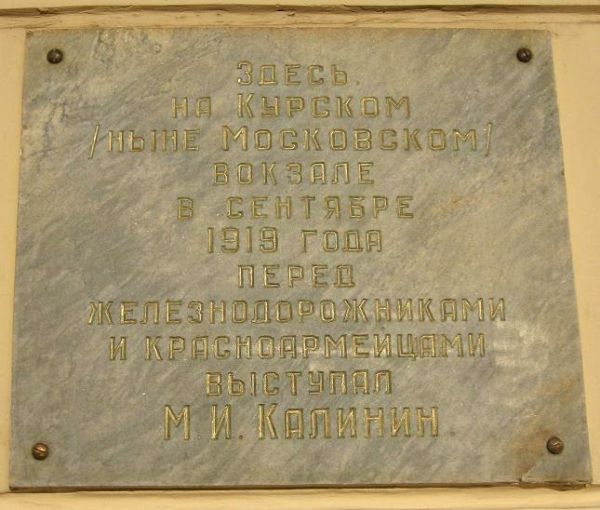 Здесь
на Курском
/ныне Московском/
вокзале
в сентябре
1919 года
перед
железнодорожниками
и красноармейцами
выступал
М. И. Калинин